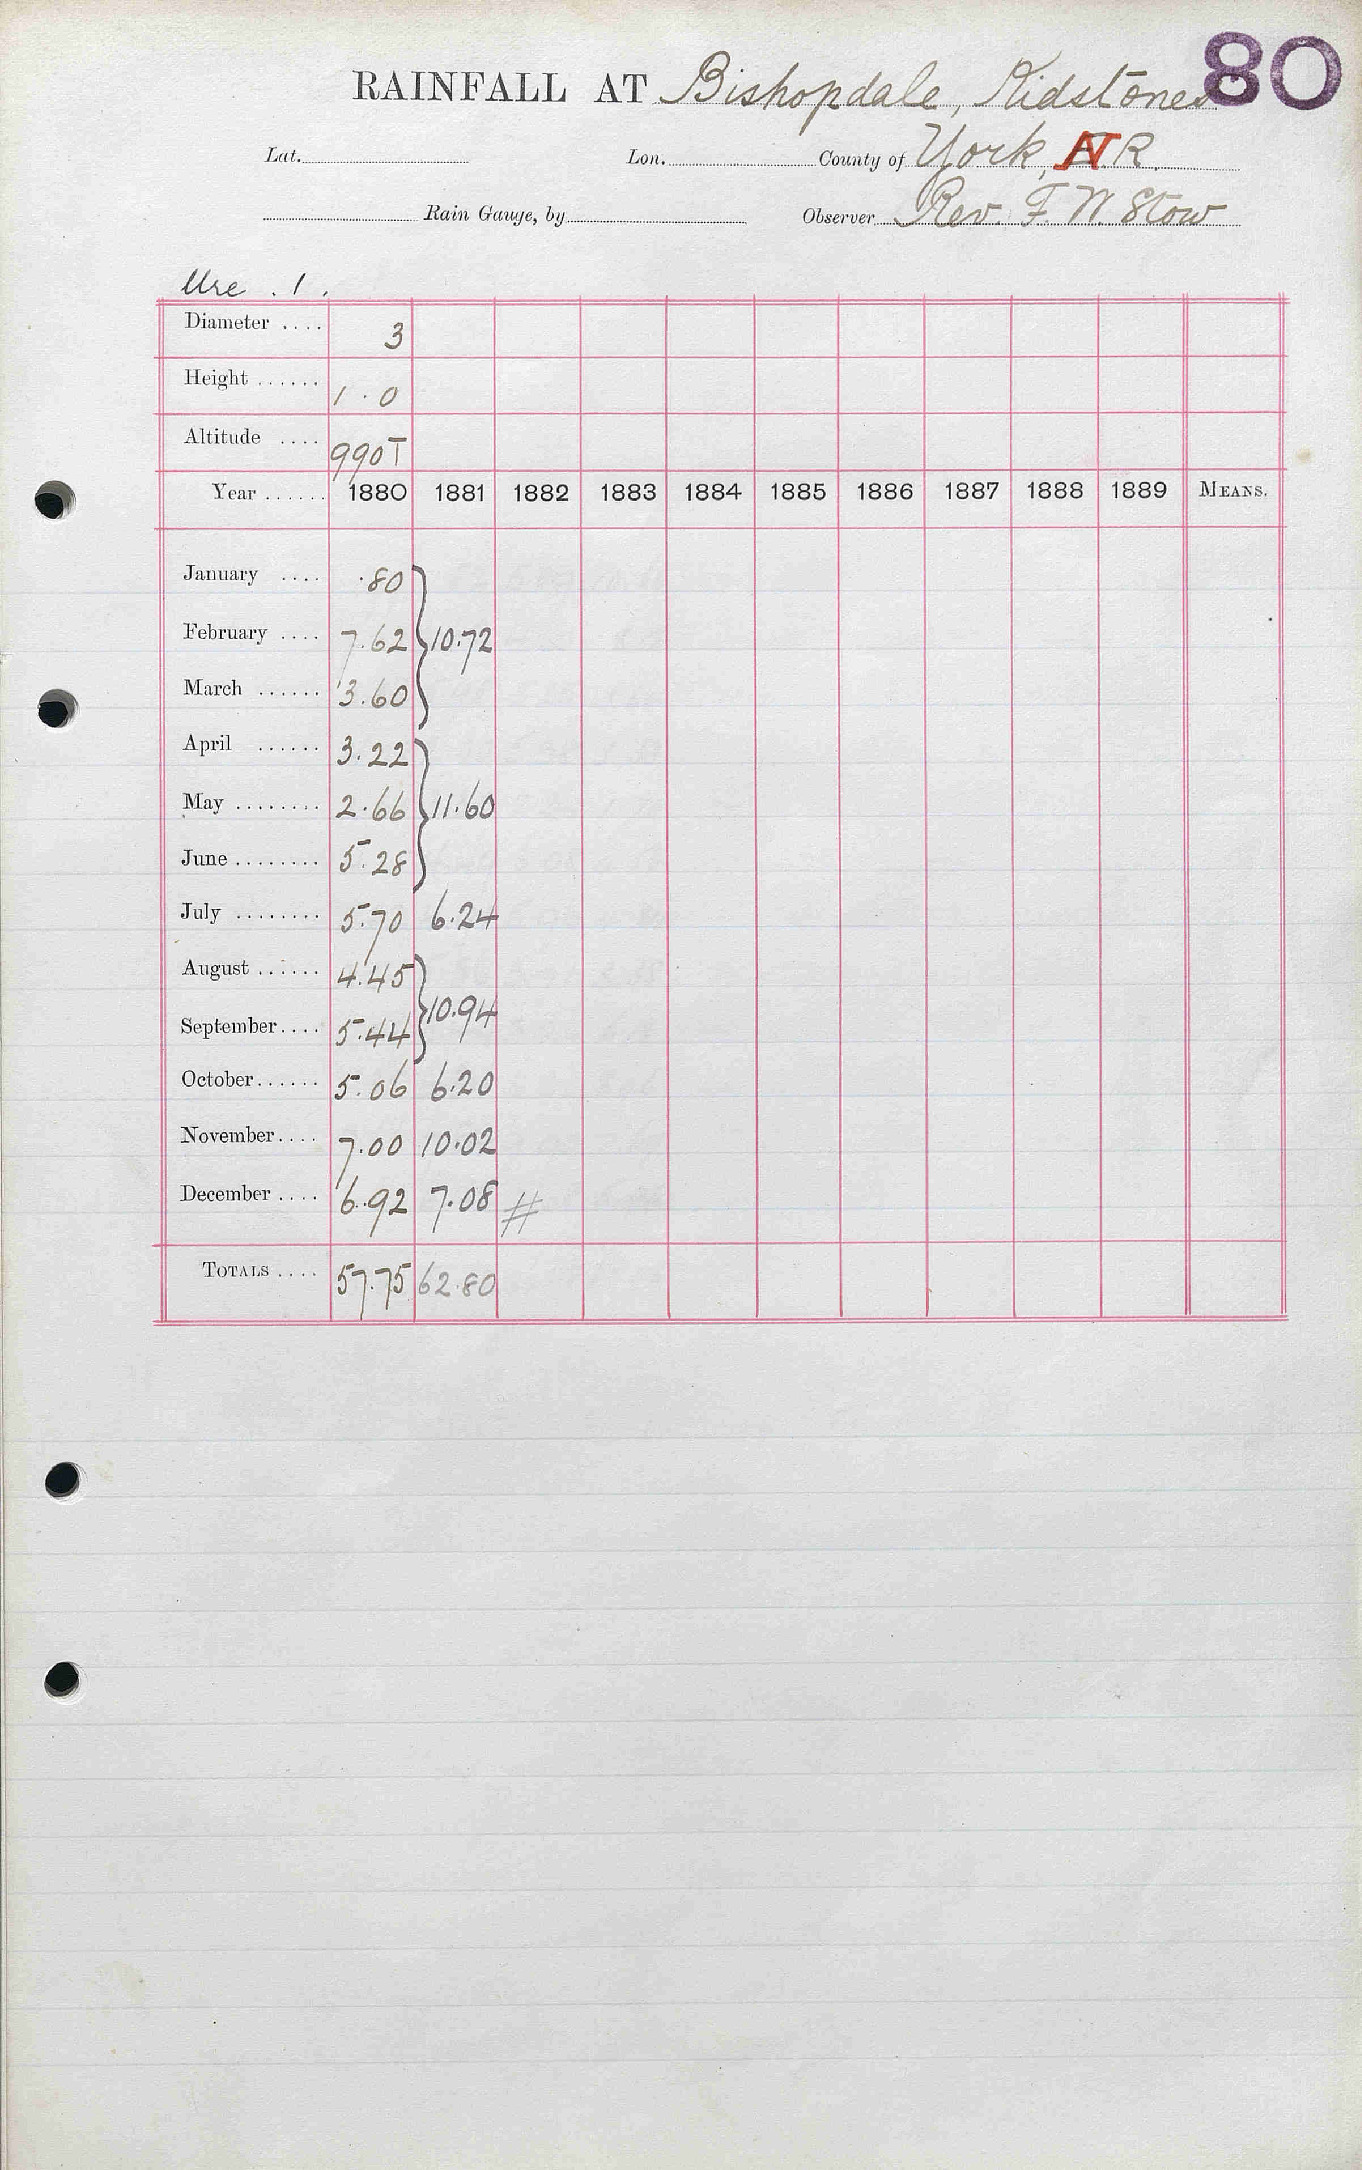 80
RAINFALL AT Bishopdale, Kidstones
Lat. Lon. County of York, N.R.
Rain Gauge, by Observer Rev. F. W. Stow
Ure . 1 .
Diameter .... 3
Height ...... 1 . 0
Altitude .... 990T
Year ...... 1880 1881 1882 1883 1884 1885 1886 1887 1888 1889 MEANS.
January .... .80
February .... 7.62 } 10.72
March ...... 3.60
April ...... 3.22
May ........ 2.66 } 11.60
June ........ 5.28
July ........ 5.70 6.24
August ...... 4.45
} 10.94
September .... 5.44
October ...... 5.06 6.20
November .... 7.00 10.02
December .... 6.92 7.08 #
TOTALS .... 57.75 62.80